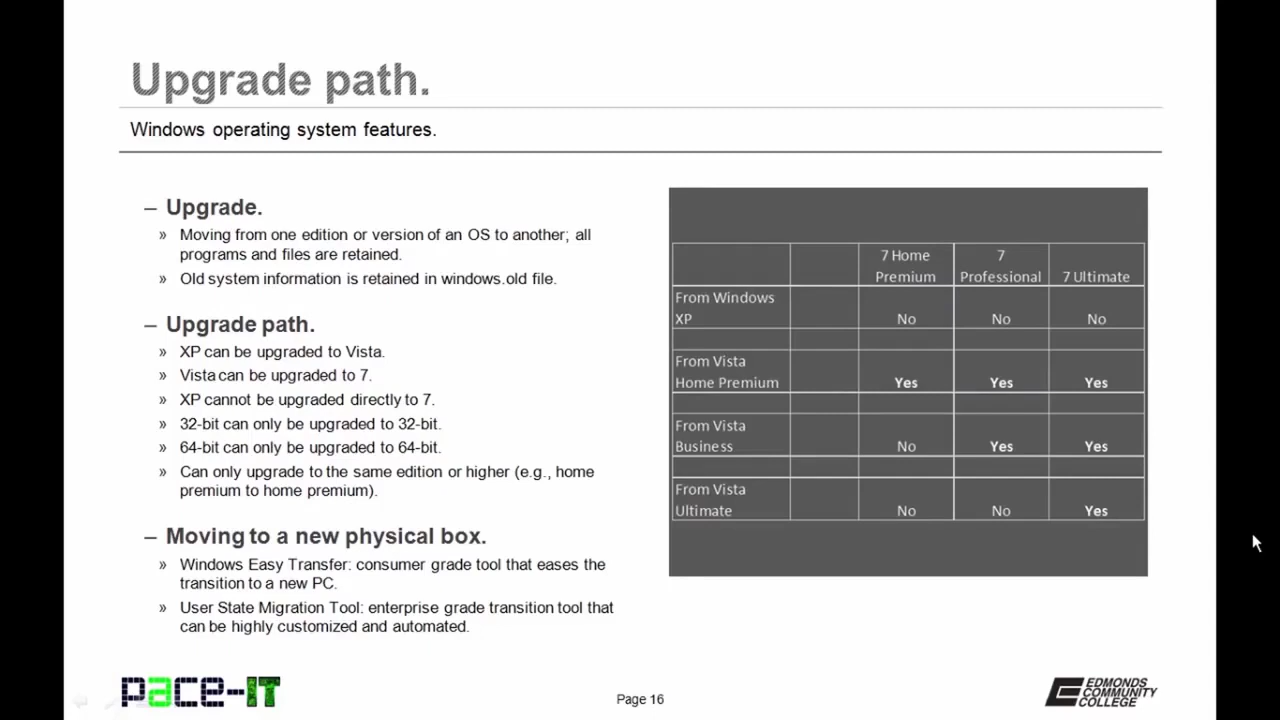 Upgrade path.
Windows operating system features.
– Upgrade.
» Moving from one edition or version of an OS to another; all
programs and files are retained.
» Old system information is retained in windows.old file.
– Upgrade path.
» XP can be upgraded to Vista.
» Vista can be upgraded to 7.
» XP cannot be upgraded directly to 7.
» 32-bit can only be upgraded to 32-bit.
» 64-bit can only be upgraded to 64-bit.
» Can only upgrade to the same edition or higher (e.g., home
premium to home premium).
– Moving to a new physical box.
» Windows Easy Transfer: consumer grade tool that eases the
transition to a new PC.
» User State Migration Tool: enterprise grade transition tool that
can be highly customized and automated.
7 Home 7
Premium Professional 7 Ultimate
From Windows
XP No No No
From Vista
Home Premium Yes Yes Yes
From Vista
Business No Yes Yes
From Vista
Ultimate No No Yes
pace-IT
Page 16
EDMONDS
COMMUNITY
COLLEGE